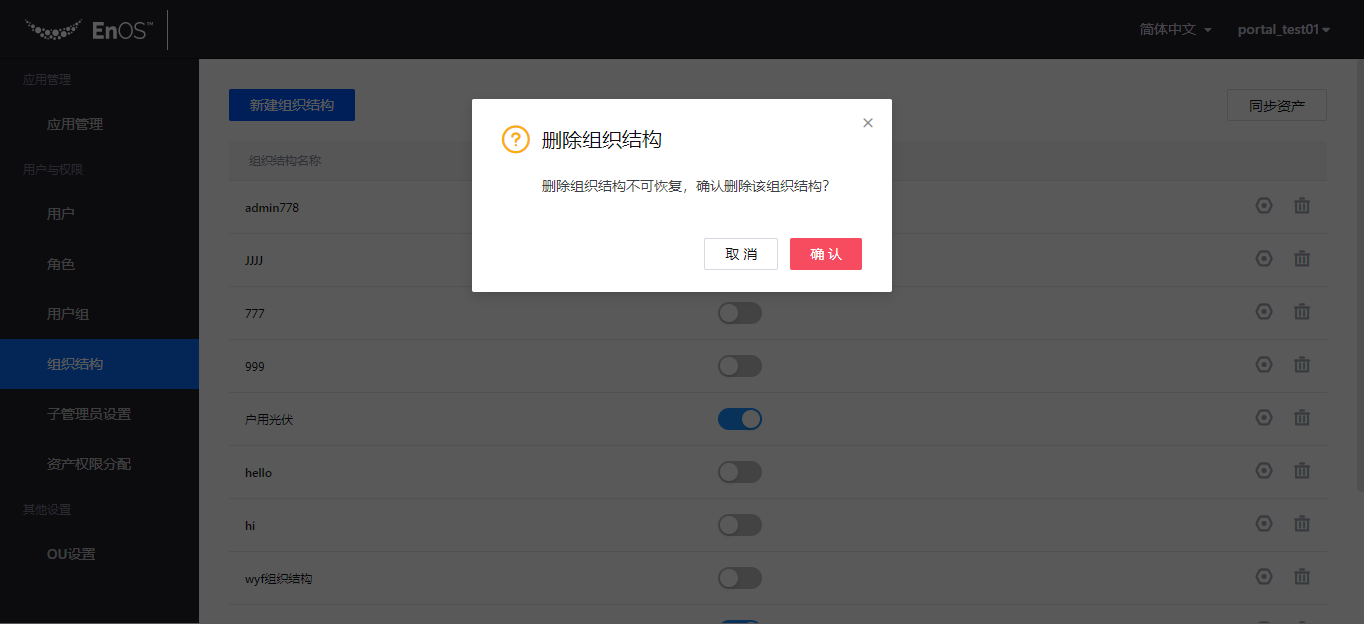 EnOS™
简体中文
portal_test01
应用管理
应用管理
用户与权限
用户
角色
用户组
组织结构
子管理员设置
资产权限分配
其他设置
OU设置
新建组织结构
同步资产
组织结构名称
admin778
JJJJ
777
999
户用光伏
hello
hi
wyf组织结构
?
删除组织结构
×
删除组织结构不可恢复，确认删除该组织结构？
取 消
确 认